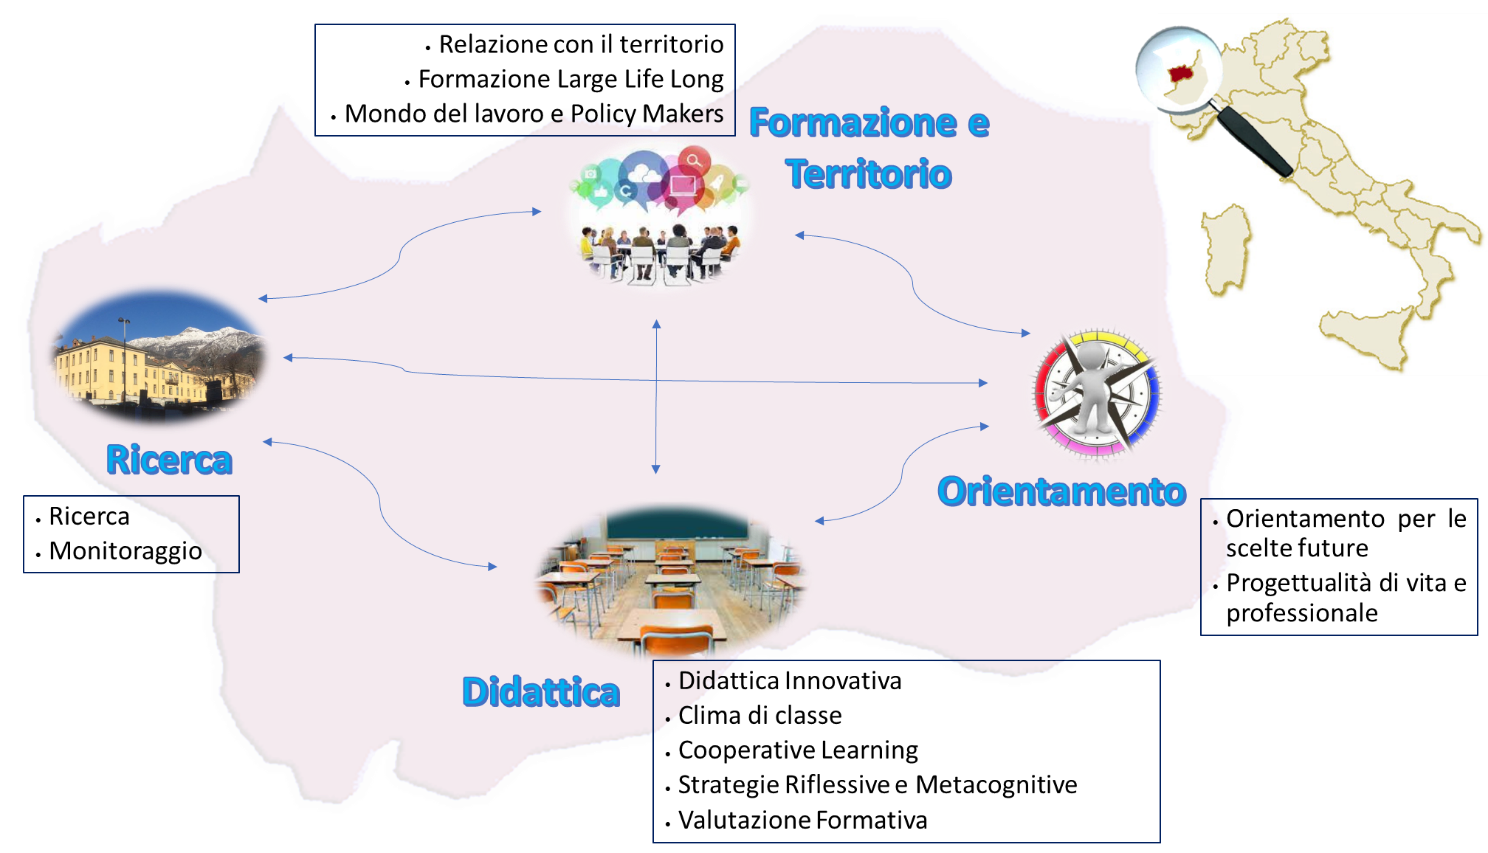 • Relazione con il territorio
• Formazione Large Life Long
• Mondo del lavoro e Policy Makers
Formazione e
Territorio
Ricerca
• Ricerca
• Monitoraggio
Orientamento
• Orientamento per le
scelte future
• Progettualità di vita e
professionale
Didattica
• Didattica Innovativa
• Clima di classe
• Cooperative Learning
• Strategie Riflessive e Metacognitive
• Valutazione Formativa